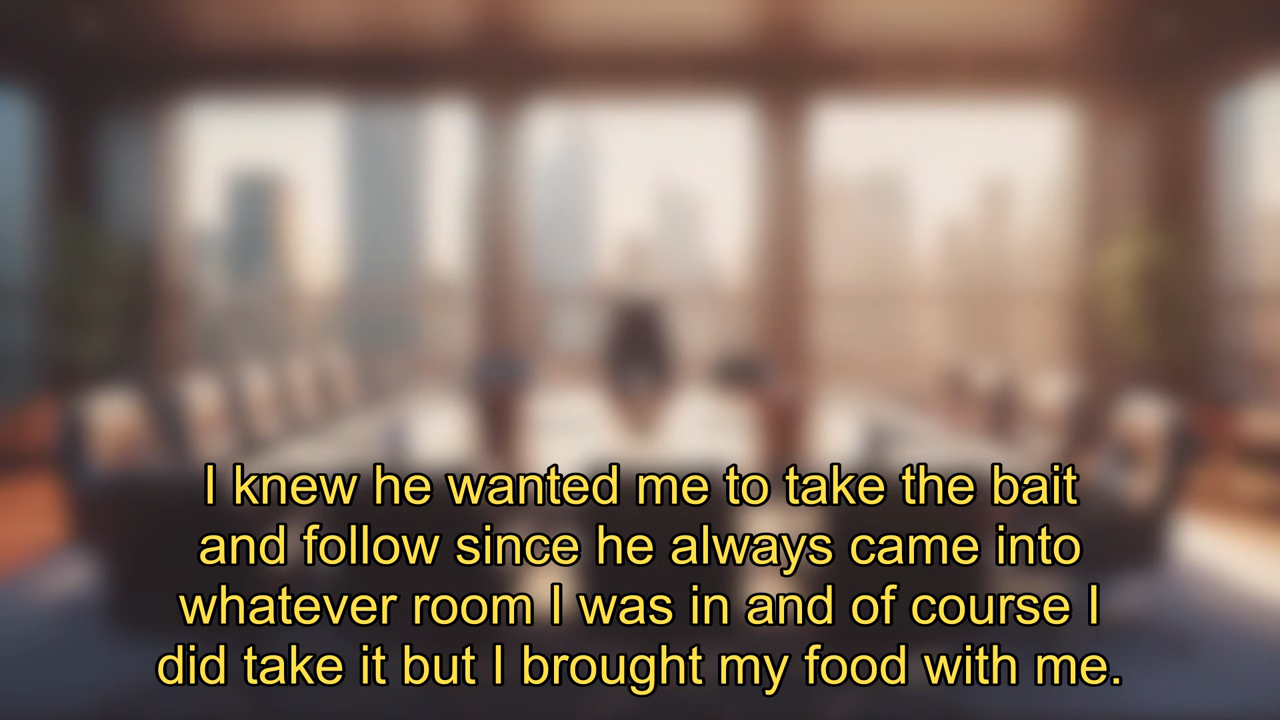 I knew he wanted me to take the bait
and follow since he always came into
whatever room I was in and of course I
did take it but I brought my food with me.